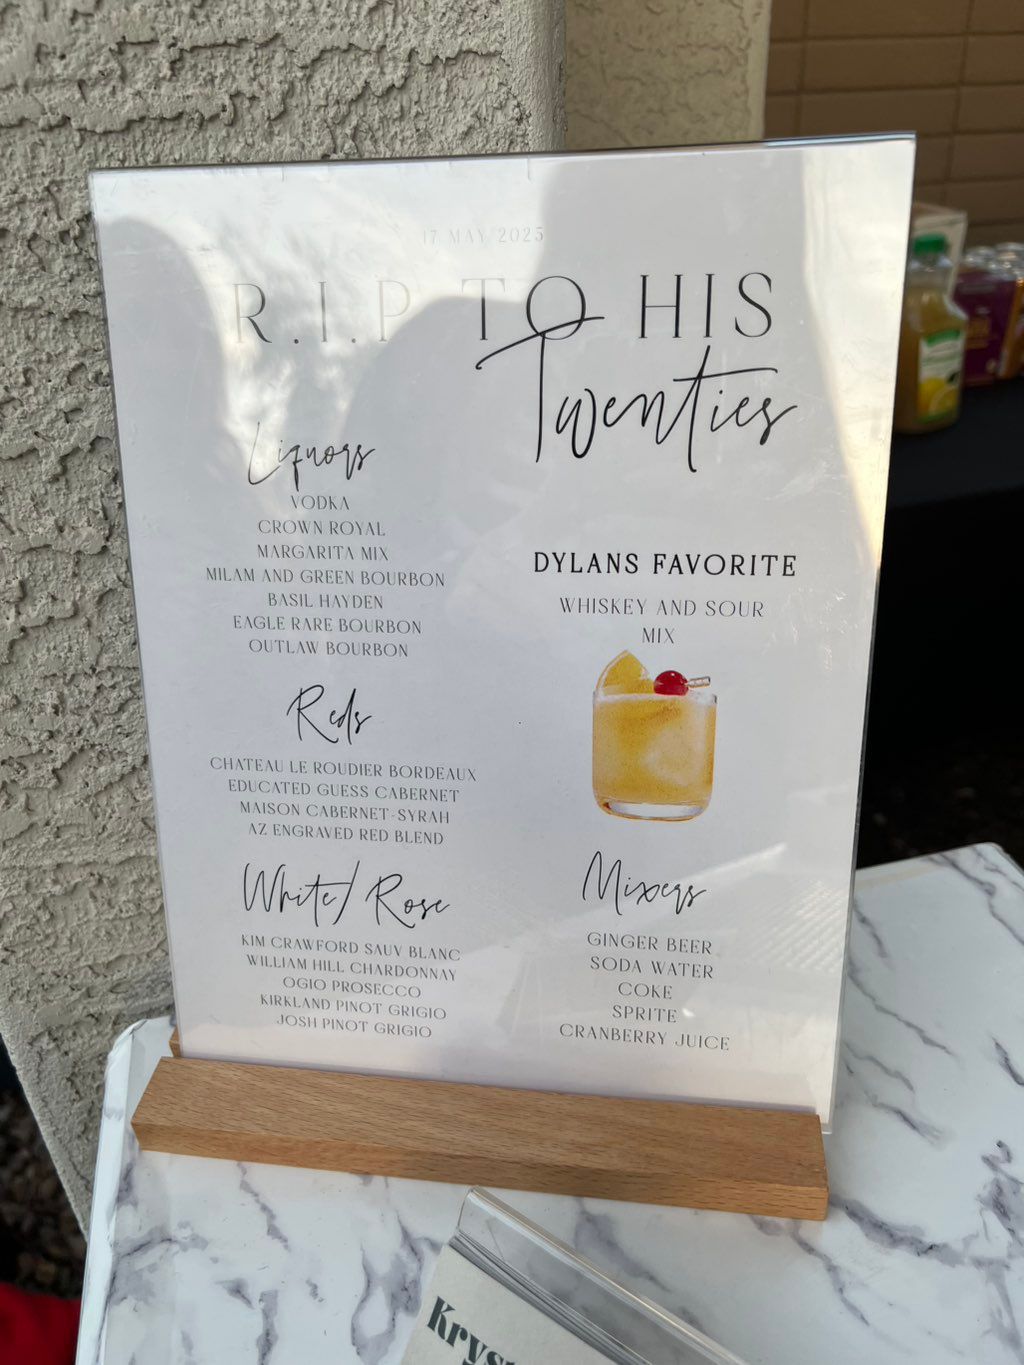 17 MAY 2025
R.I.P TO HIS
Twenties
Liquors
VODKA
CROWN ROYAL
MARGARITA MIX
MILAM AND GREEN BOURBON
BASIL HAYDEN
EAGLE RARE BOURBON
OUTLAW BOURBON
Reds
CHATEAU LE ROUDIER BORDEAUX
EDUCATED GUESS CABERNET
MAISON CABERNET-SYRAH
AZ ENGRAVED RED BLEND
White/ Rose
KIM CRAWFORD SAUV BLANC
WILLIAM HILL CHARDONNAY
OGIO PROSECCO
KIRKLAND PINOT GRIGIO
JOSH PINOT GRIGIO
DYLANS FAVORITE
WHISKEY AND SOUR
MIX
Mixers
GINGER BEER
SODA WATER
COKE
SPRITE
CRANBERRY JUICE